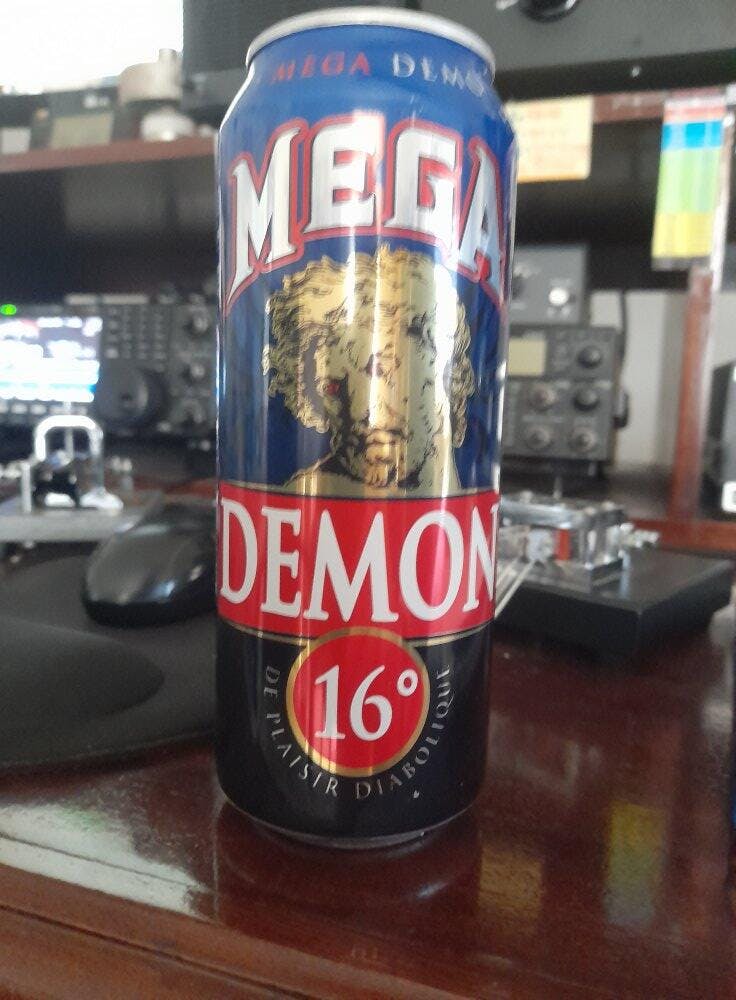 MEGA DEMO
MEGA
DEMON
16°
DE PLAISIR DIABOLIQUE